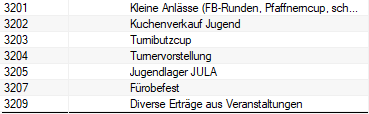 3201 Kleine Anlässe (FB-Runden, Pfaffnerncup, sch...
3202 Kuchenverkauf Jugend
3203 Turnibutzcup
3204 Turnervorstellung
3205 Jugendlager JULA
3207 Fürobefest
3209 Diverse Erträge aus Veranstaltungen